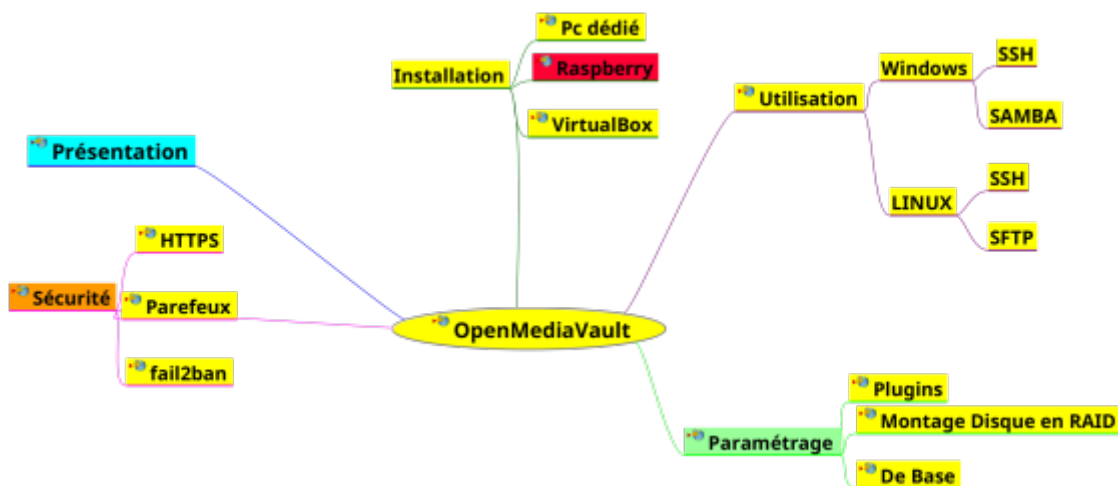 Pc dédié
Installation
Raspberry
VirtualBox
Présentation
HTTPS
Sécurité
Parefeux
fail2ban
OpenMediaVault
Utilisation
Windows
SSH
SAMBA
LINUX
SSH
SFTP
Paramétrage
Plugins
Montage Disque en RAID
De Base